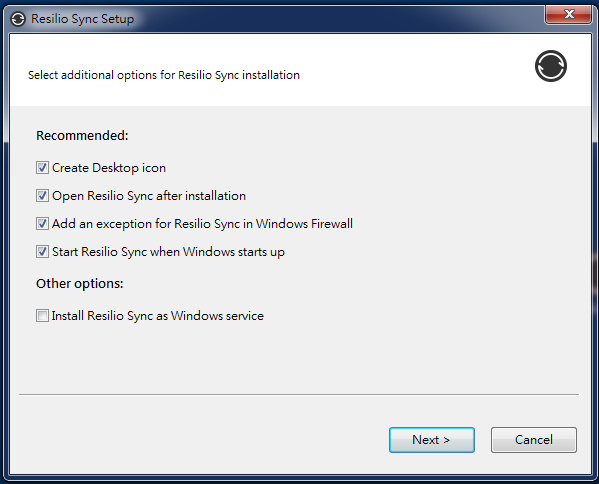 Resilio Sync Setup
Select additional options for Resilio Sync installation
Recommended:
Create Desktop icon
Open Resilio Sync after installation
Add an exception for Resilio Sync in Windows Firewall
Start Resilio Sync when Windows starts up
Other options:
Install Resilio Sync as Windows service
Next >
Cancel